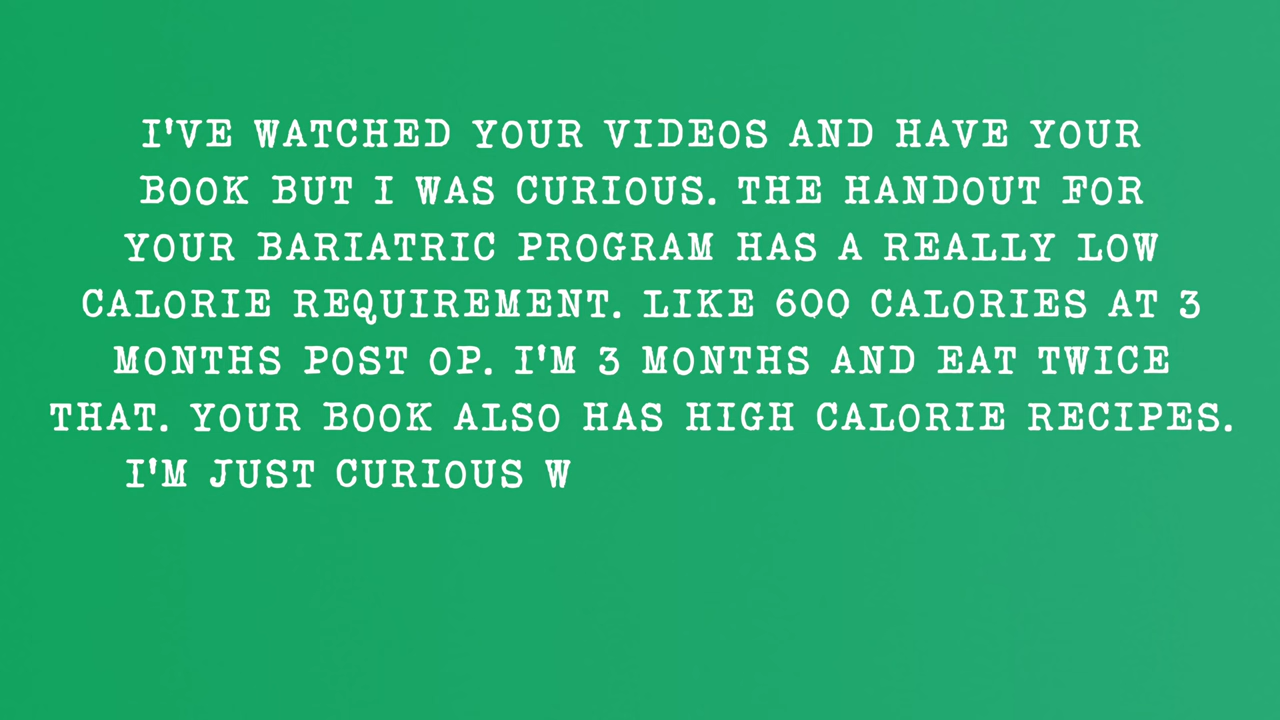 I'VE WATCHED YOUR VIDEOS AND HAVE YOUR
BOOK BUT I WAS CURIOUS. THE HANDOUT FOR
YOUR BARIATRIC PROGRAM HAS A REALLY LOW
CALORIE REQUIREMENT. LIKE 600 CALORIES AT 3
MONTHS POST OP. I'M 3 MONTHS AND EAT TWICE
THAT. YOUR BOOK ALSO HAS HIGH CALORIE RECIPES.
I'M JUST CURIOUS W